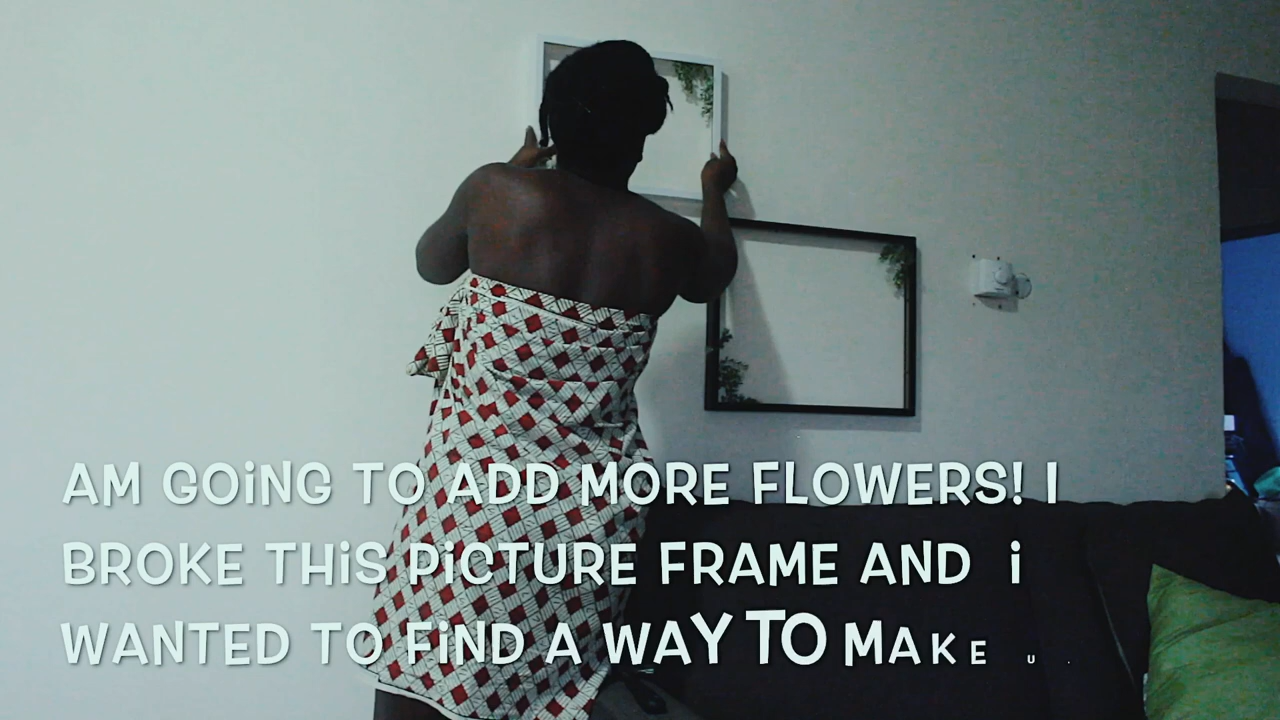 AM GOING TO ADD MORE FLOWERS! I
BROKE THIS PICTURE FRAME AND I
WANTED TO FIND A WAY TO MAKE U